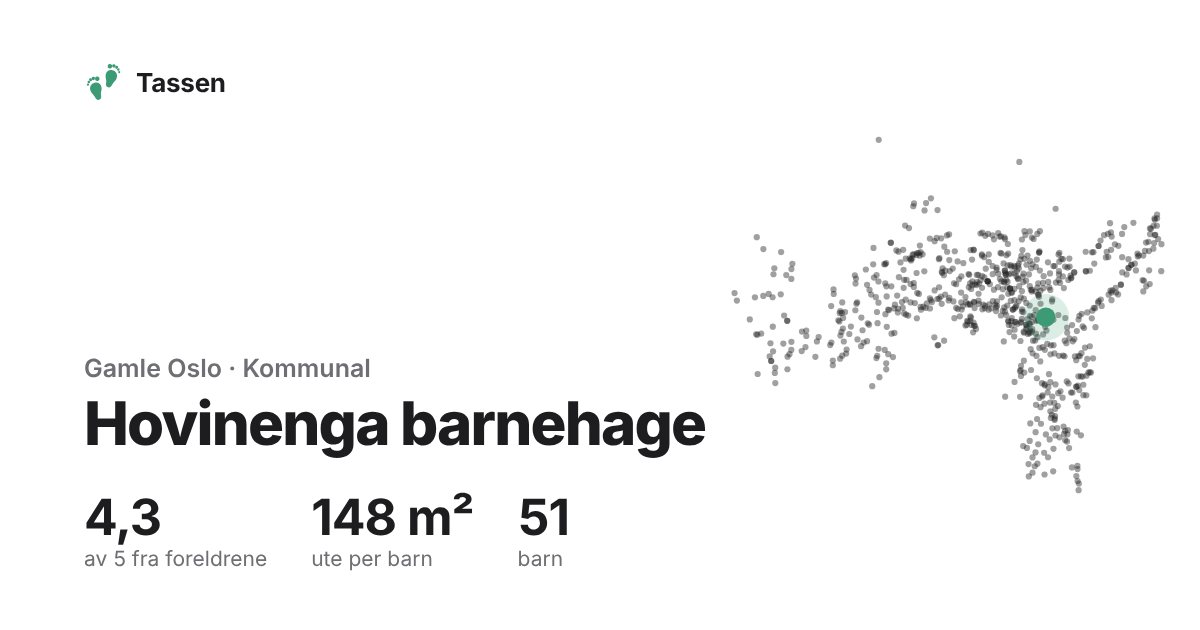 Tassen
Gamle Oslo · Kommunal
Hovinenga barnehage
4,3 148 m² 51
av 5 fra foreldrene ute per barn barn